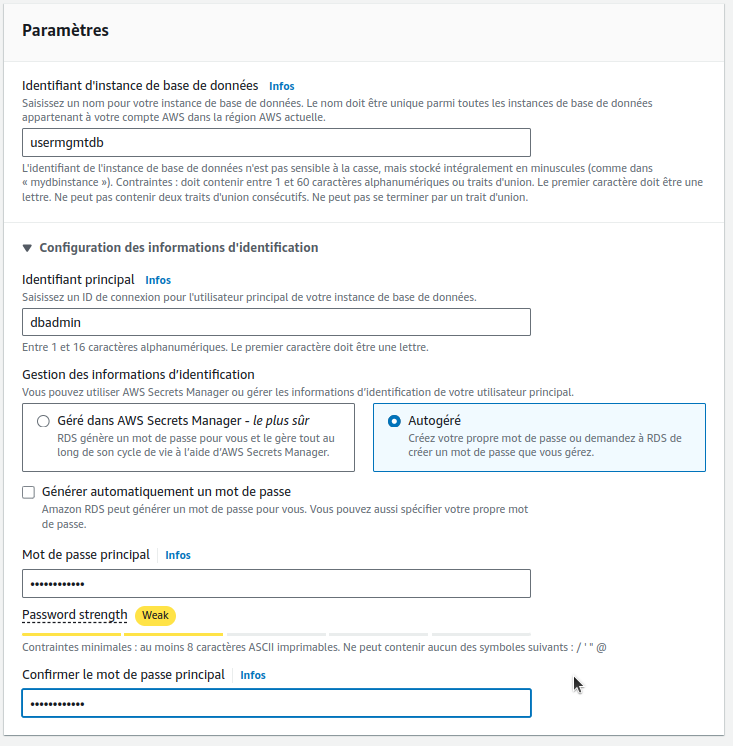 Paramètres
Identifiant d'instance de base de données Infos
Saisissez un nom pour votre instance de base de données. Le nom doit être unique parmi toutes les instances de base de données
appartenant à votre compte AWS dans la région AWS actuelle.
usermgmtdb
L'identifiant de l'instance de base de données n'est pas sensible à la casse, mais stocké intégralement en minuscules (comme dans
« mydbinstance »). Contraintes : doit contenir entre 1 et 60 caractères alphanumériques ou traits d'union. Le premier caractère doit être une
lettre. Ne peut pas contenir deux traits d'union consécutifs. Ne peut pas se terminer par un trait d'union.
▼ Configuration des informations d'identification
Identifiant principal Infos
Saisissez un ID de connexion pour l'utilisateur principal de votre instance de base de données.
dbadmin
Entre 1 et 16 caractères alphanumériques. Le premier caractère doit être une lettre.
Gestion des informations d'identification
Vous pouvez utiliser AWS Secrets Manager ou gérer les informations d'identification de votre utilisateur principal.
Géré dans AWS Secrets Manager - le plus sûr
RDS génère un mot de passe pour vous et le gère tout au
long de son cycle de vie à l'aide d'AWS Secrets Manager.
Autogéré
Créez votre propre mot de passe ou demandez à RDS de
créer un mot de passe que vous gérez.
Générer automatiquement un mot de passe
Amazon RDS peut générer un mot de passe pour vous. Vous pouvez aussi spécifier votre propre mot
de passe.
Mot de passe principal Infos
••••••••••••
Password strength Weak
Contraintes minimales : au moins 8 caractères ASCII imprimables. Ne peut contenir aucun des symboles suivants : / ' " @
Confirmer le mot de passe principal Infos
••••••••••••